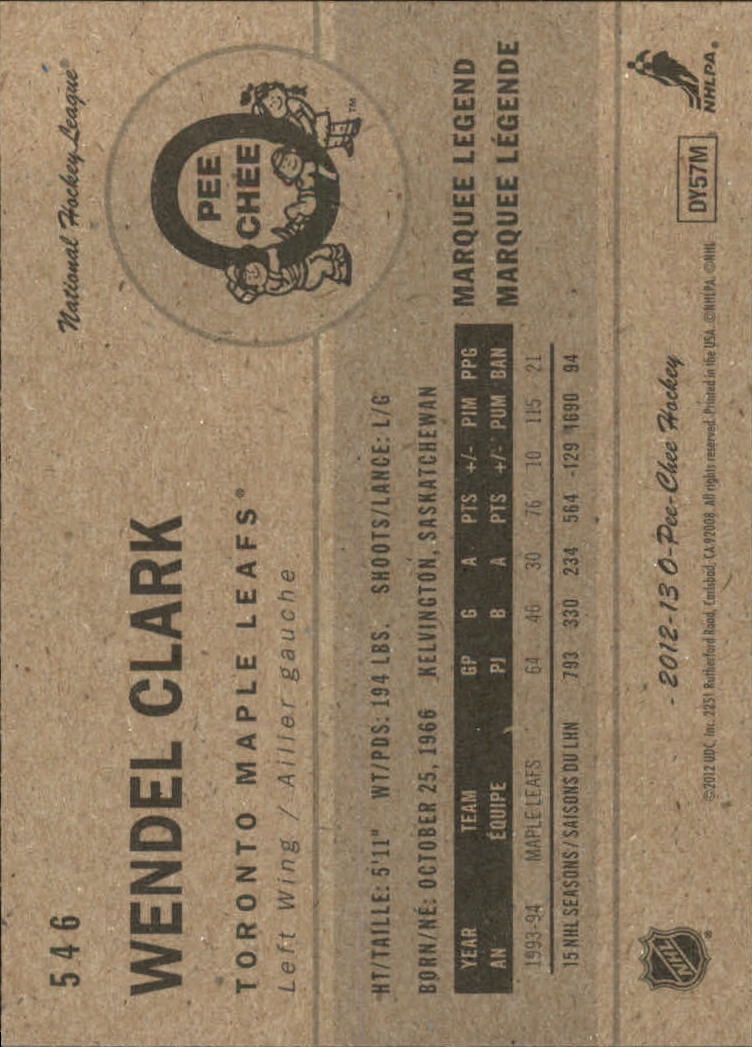 546
National Hockey League®
WENDEL CLARK
TORONTO MAPLE LEAFS®
Left Wing / Ailier gauche
PEE
CHEE
TM
HT/TAILLE: 5'11" WT/PDS: 194 LBS. SHOOTS/LANCE: L/G
BORN/NÉ: OCTOBER 25, 1966 KELVINGTON, SASKATCHEWAN
YEAR TEAM GP G A PTS +/- PIM PPG
AN ÉQUIPE PJ B A PTS +/- PUM BAN
1993-94 MAPLE LEAFS 64 46 30 76 10 115 21
15 NHL SEASONS/SAISONS DU LHN 793 330 234 564 -129 1690 94
MARQUEE LEGEND
MARQUEE LÉGENDE
NHL®
- 2012-13 O-Pee-Chee Hockey
©2012 UDC, Inc. 2251 Rutherford Road, Carlsbad, CA 92008. All rights reserved. Printed in the USA. ©NHLPA. ©NHL
DY57M
NHLPA®